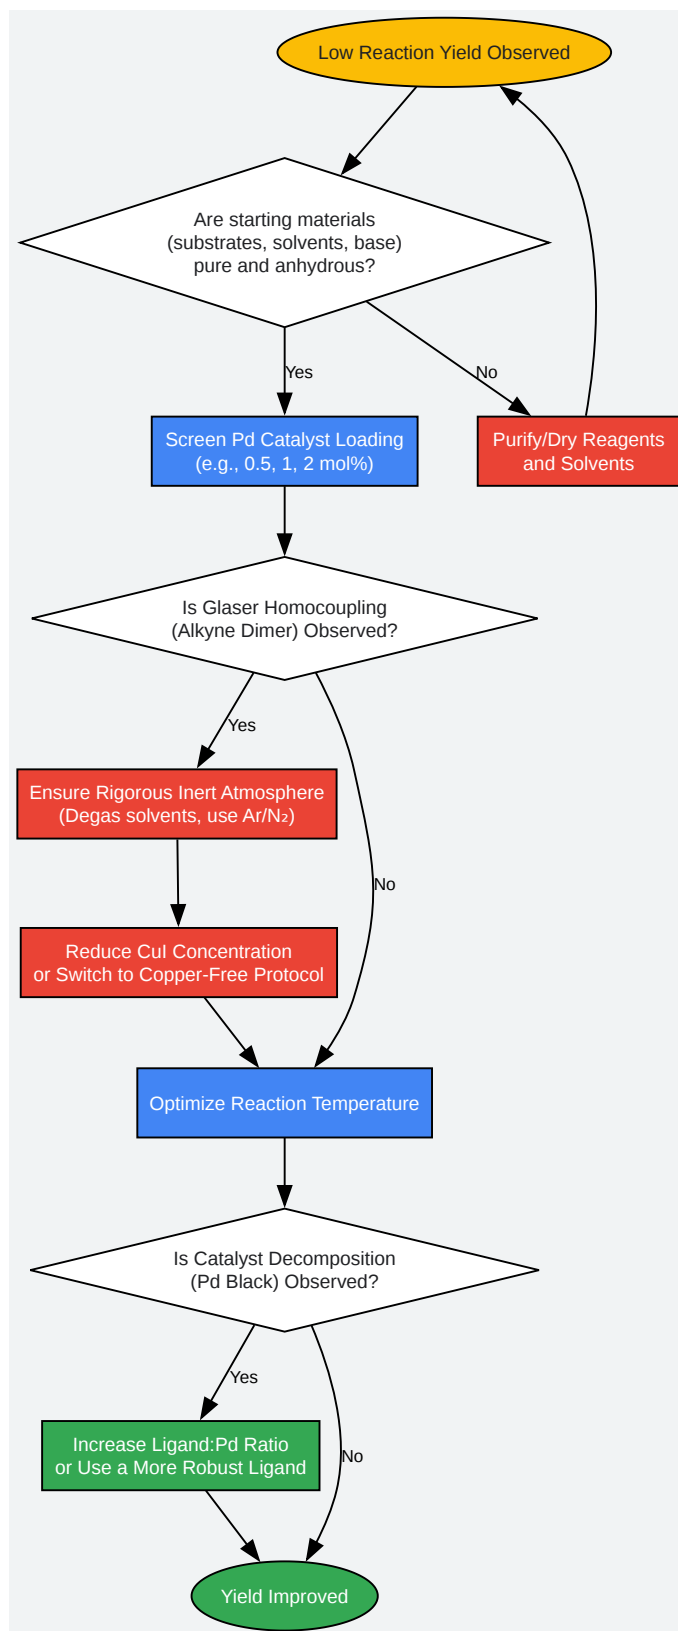 Low Reaction Yield Observed
Are starting materials
(substrates, solvents, base)
pure and anhydrous?
Yes
No
Screen Pd Catalyst Loading
(e.g., 0.5, 1, 2 mol%)
Purify/Dry Reagents
and Solvents
Is Glaser Homocoupling
(Alkyne Dimer) Observed?
Yes
Ensure Rigorous Inert Atmosphere
(Degas solvents, use Ar/N₂)
No
Reduce CuI Concentration
or Switch to Copper-Free Protocol
Optimize Reaction Temperature
Is Catalyst Decomposition
(Pd Black) Observed?
Yes
Increase Ligand:Pd Ratio
or Use a More Robust Ligand
No
Yield Improved